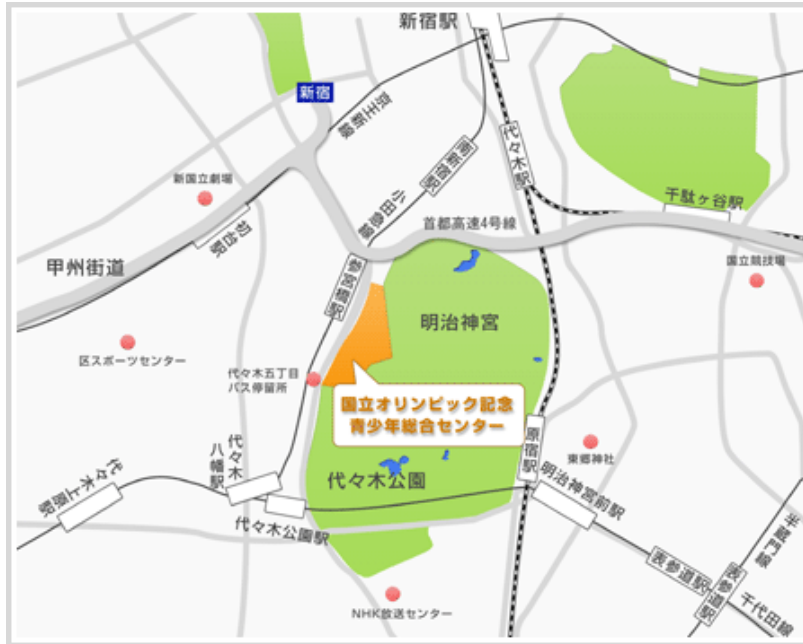 新宿駅
新宿
京王新線
南新宿駅
代々木駅
新国立劇場
小田急線
千駄ヶ谷駅
初台駅
首都高速4号線
甲州街道
参宮橋駅
国立競技場
明治神宮
区スポーツセンター
代々木五丁目
バス停留所
国立オリンピック記念
青少年総合センター
原宿駅
東郷神社
代々木
八幡駅
代々木上原駅
代々木公園
明治神宮前駅
代々木公園駅
半蔵門線
表参道駅
表参道駅
千代田線
NHK放送センター